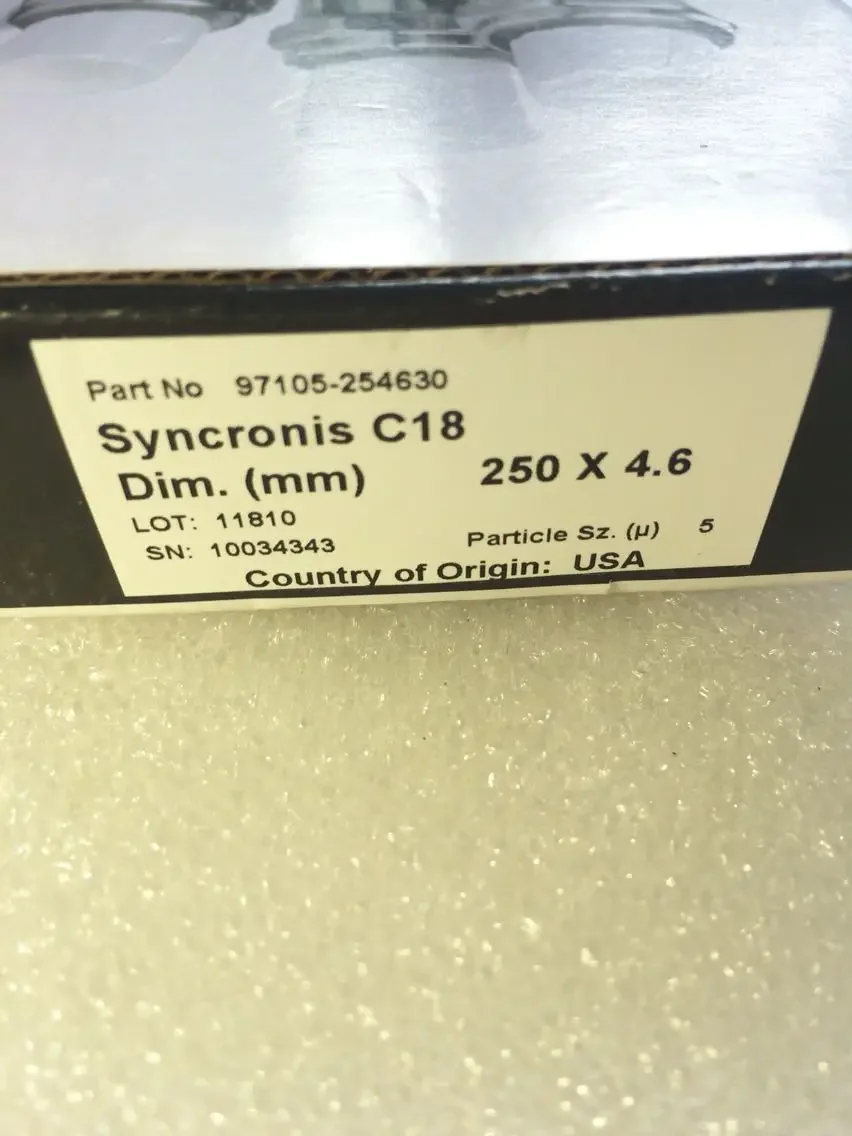 Part No 97105-254630
Syncronis C18
Dim. (mm) 250 X 4.6
LOT: 11810
SN: 10034343 Particle Sz. (µ) 5
Country of Origin: USA